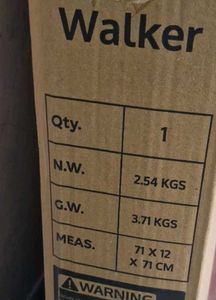 Walker
Qty. 1
N.W. 2.54 KGS
G.W. 3.71 KGS
MEAS. 71 X 12
X 71 CM
WARNING